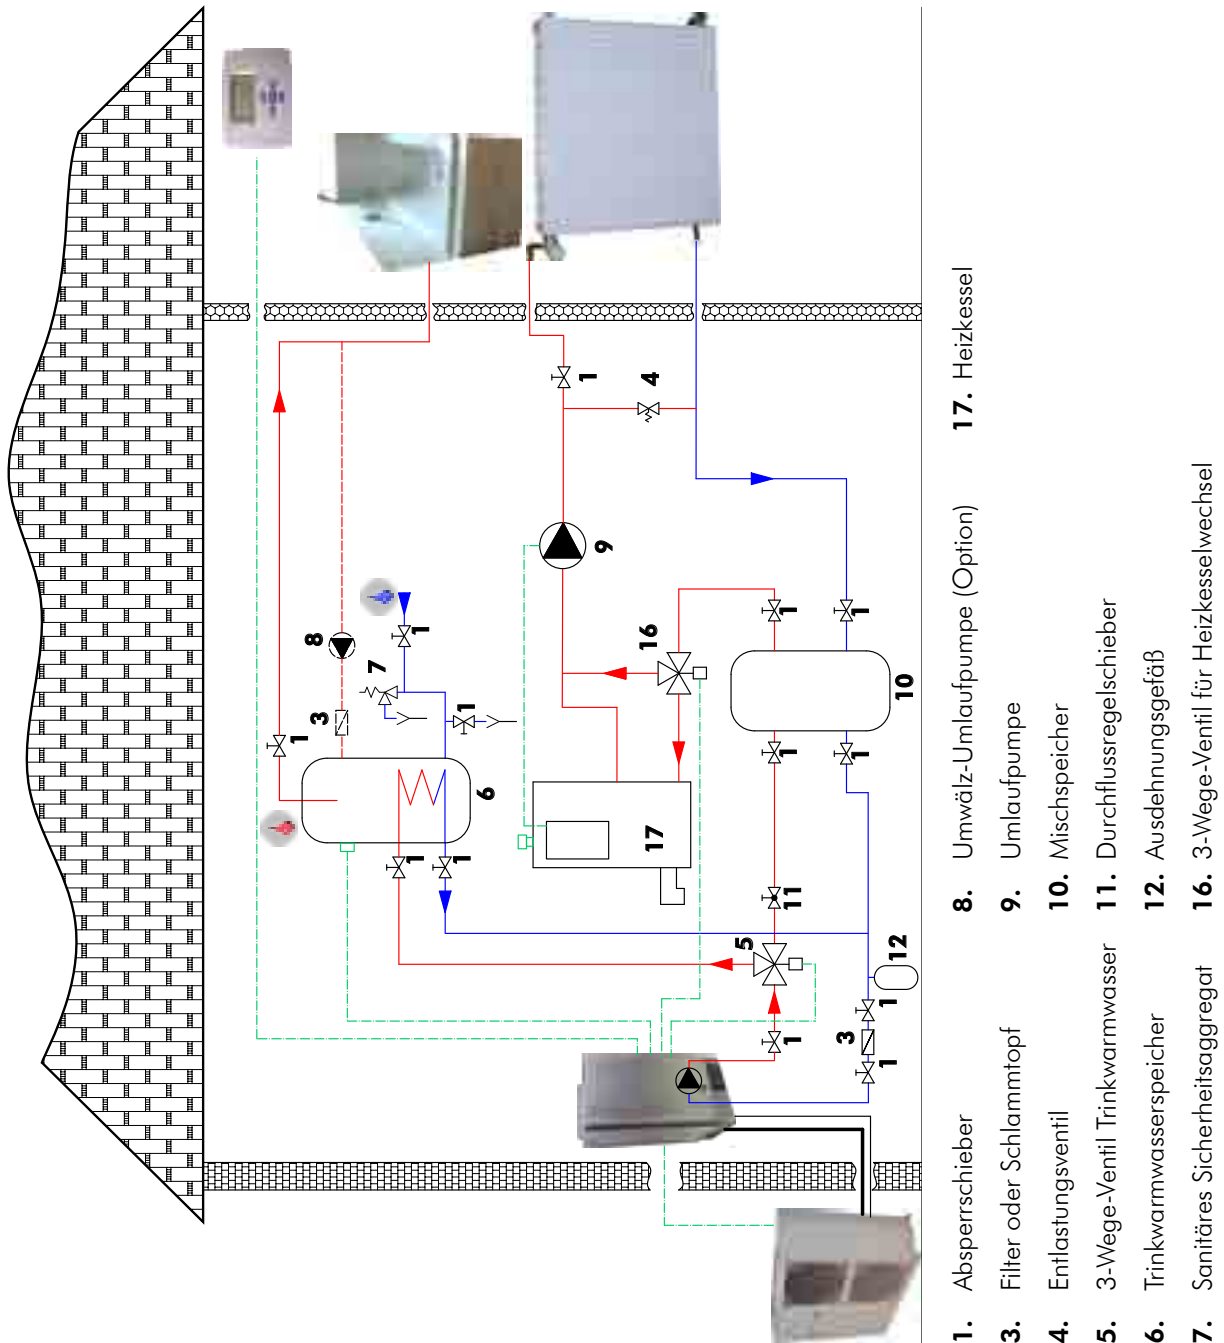 1
3
8
7
1
1
1
1
6
1
9
17
16
4
5
1
11
1
1
3
1
1
1
1
12
10
1. Absperrschieber
3. Filter oder Schlammtopf
4. Entlastungsventil
5. 3-Wege-Ventil Trinkwarmwasser
6. Trinkwarmwasserspeicher
7. Sanitäres Sicherheitsaggregat
8. Umwälz-Umlaufpumpe (Option)
9. Umlaufpumpe
10. Mischspeicher
11. Durchflussregelschieber
12. Ausdehnungsgefäß
16. 3-Wege-Ventil für Heizkesselwechsel
17. Heizkessel